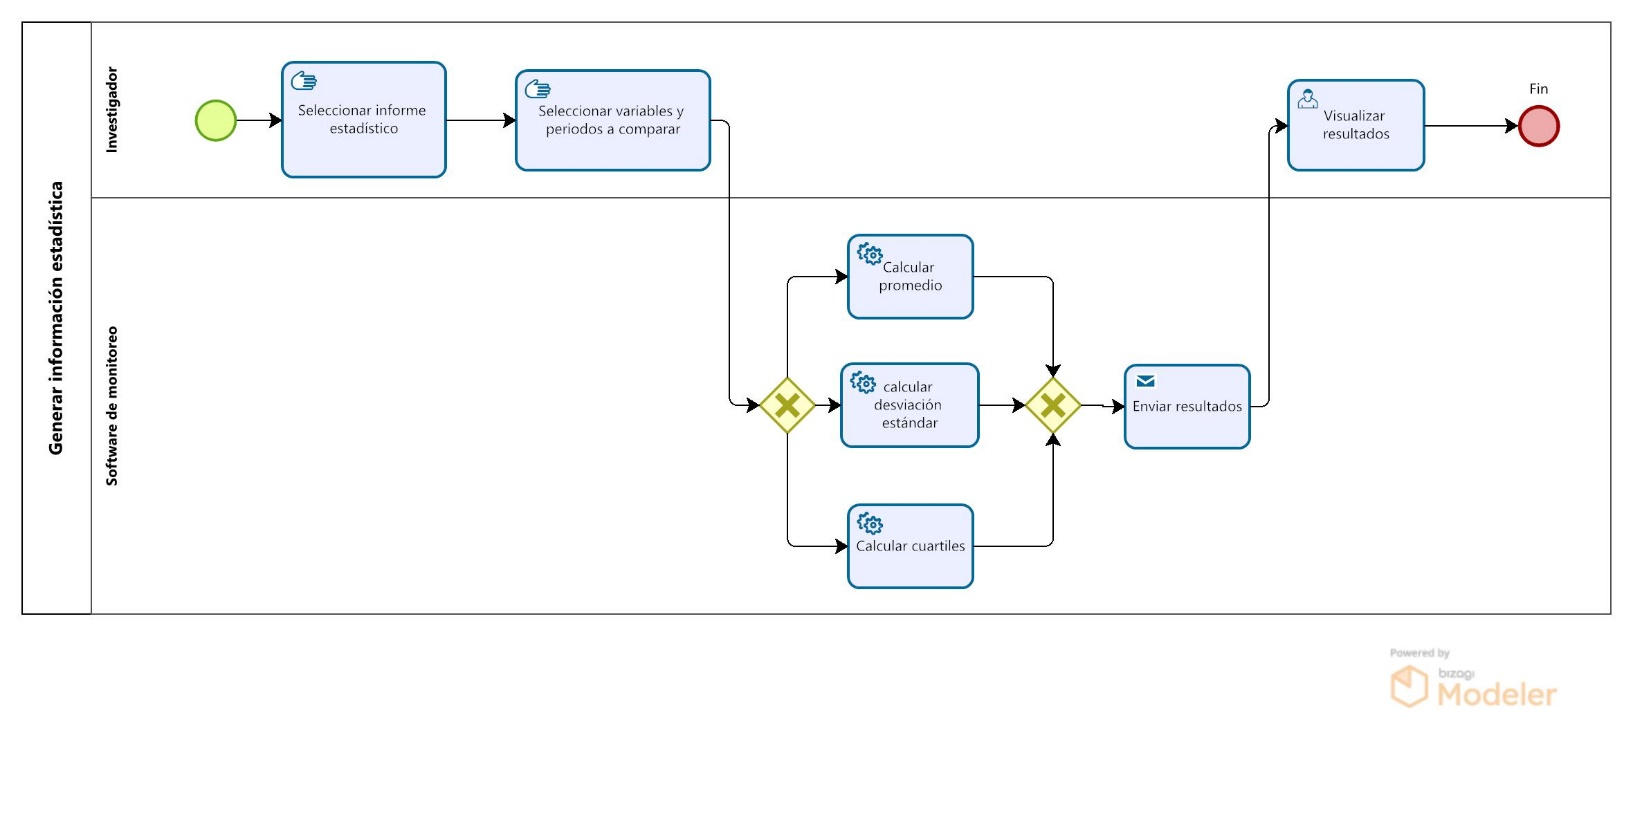 Generar información estadística
Investigador
Seleccionar informe
estadístico
Seleccionar variables y
periodos a comparar
Visualizar
resultados
Fin
Software de monitoreo
Calcular
promedio
calcular
desviación
estándar
Calcular cuartiles
Enviar resultados
Powered by
bizagi
Modeler